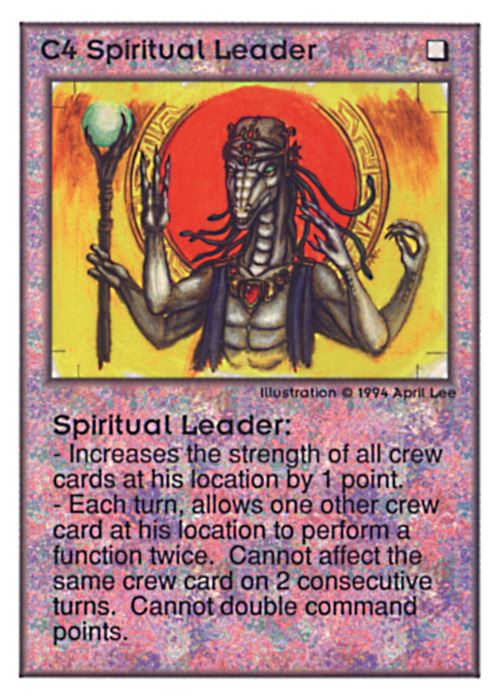 C4 Spiritual Leader
Illustration © 1994 April Lee
Spiritual Leader:
- Increases the strength of all crew
cards at his location by 1 point.
- Each turn, allows one other crew
card at his location to perform a
function twice.  Cannot affect the
same crew card on 2 consecutive
turns.  Cannot double command
points.